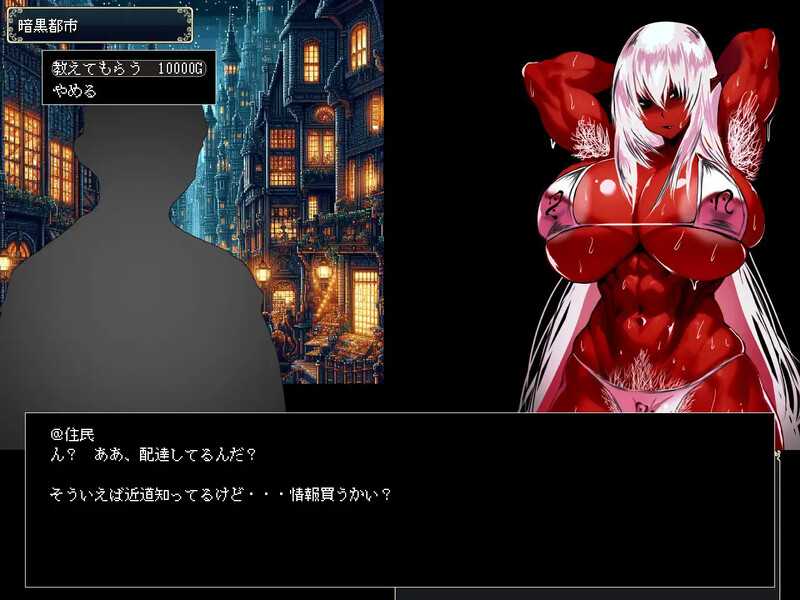 暗黒都市
教えてもらう 10000G
やめる
@住民
ん? ああ、配達してるんだ?
そういえば近道知ってるけど・・・情報買うかい?